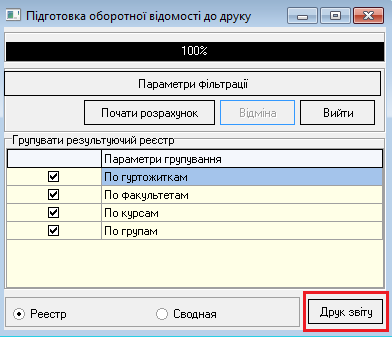 Підготовка оборотної відомості до друку
100%
Параметри фільтрації
Почати розрахунок
Відміна
Вийти
Групувати результуючий реєстр
Параметри групування
По гуртожиткам
По факультетам
По курсам
По групам
Реестр
Сводная
Друк звіту